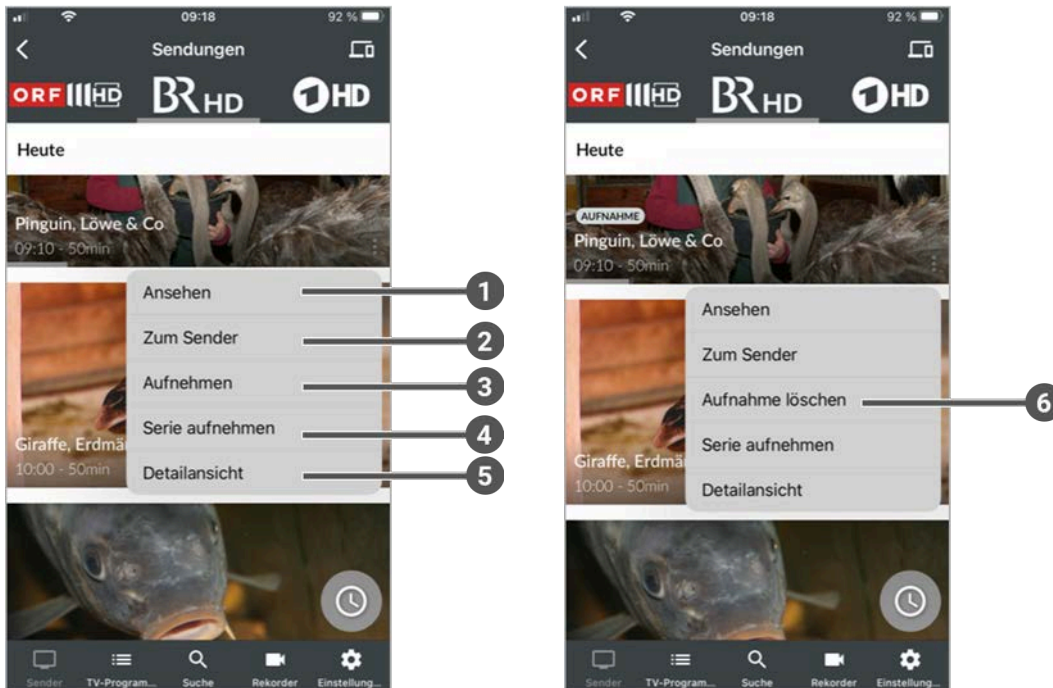 09:18
92 %
Sendungen
ORF III HD
BR HD
1 HD
Heute
Pinguin, Löwe & Co
09:10 - 50min
Ansehen
1
Zum Sender
2
Aufnehmen
3
Serie aufnehmen
4
Giraffe, Erdmä
10:00 - 50min
Detailansicht
5
Sender
TV-Program...
Suche
Rekorder
Einstellung...
09:18
92 %
Sendungen
ORF III HD
BR HD
1 HD
Heute
AUFNAHME
Pinguin, Löwe & Co
09:10 - 50min
Ansehen
Zum Sender
Aufnahme löschen
6
Serie aufnehmen
Giraffe, Erdmä
10:00 - 50min
Detailansicht
Sender
TV-Program...
Suche
Rekorder
Einstellung...